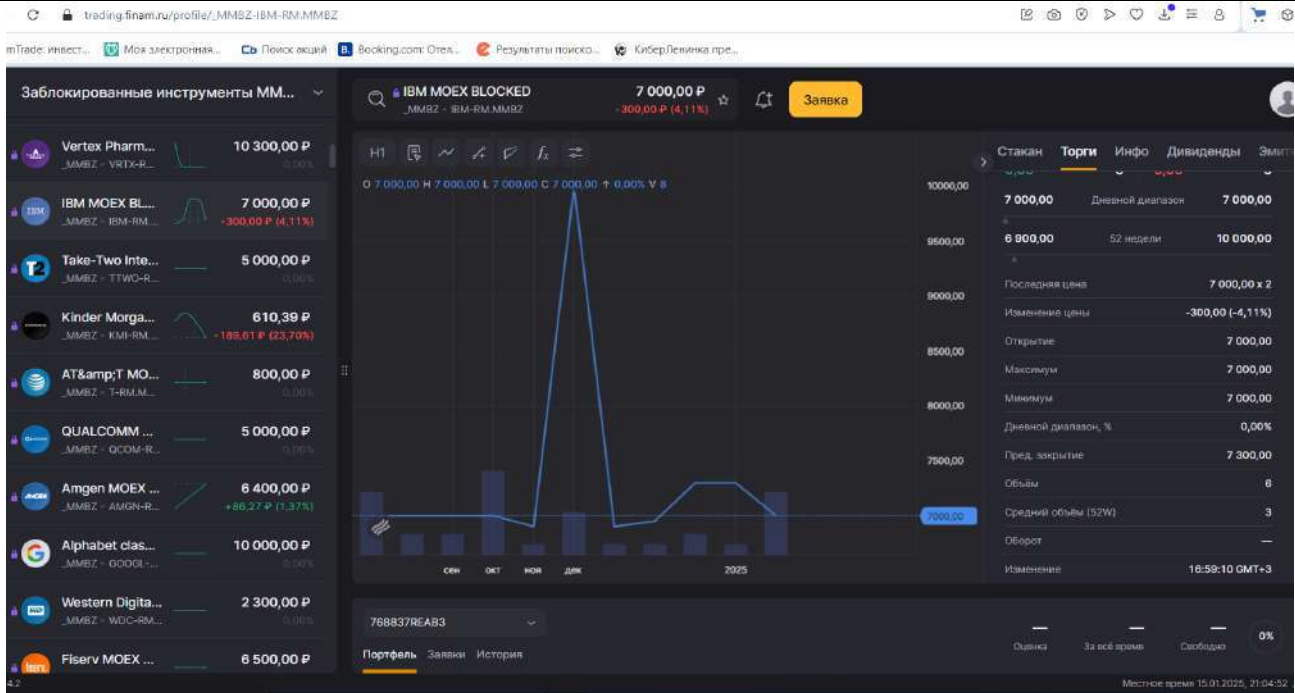 trading.finam.ru/profile/_MMBZ-IBM-RM.MMBZ
mTrade: инвест... Моя электронная... Сь Поиск акций B. Booking.com: Отел... Результаты поиско... КиберЛенинка пре...
Заблокированные инструменты ММ...
IBM MOEX BLOCKED 7 000,00 ₽
_MMBZ · IBM-RM.MMBZ -300,00 ₽ (4,11%)
Заявка
Vertex Pharm... 10 300,00 ₽
_MMBZ · VRTX-R... 0,00%
IBM MOEX BL... 7 000,00 ₽
_MMBZ · IBM-RM.... -300,00 ₽ (4,11%)
Take-Two Inte... 5 000,00 ₽
_MMBZ · TTWO-R... 0,00%
Kinder Morga... 610,39 ₽
_MMBZ · KMI-RM.... -189,61 ₽ (23,70%)
AT&amp;T MO... 800,00 ₽
_MMBZ · T-RM.M... 0,00%
QUALCOMM ... 5 000,00 ₽
_MMBZ · QCOM-R... 0,00%
Amgen MOEX ... 6 400,00 ₽
_MMBZ · AMGN-R... +86,27 ₽ (1,37%)
Alphabet clas... 10 000,00 ₽
_MMBZ · GOOGL-... 0,00%
Western Digita... 2 300,00 ₽
_MMBZ · WDC-RM... 0,00%
Fiserv MOEX ... 6 500,00 ₽
4.2
H1
O 7 000,00 H 7 000,00 L 7 000,00 C 7 000,00 ↑ 0,00% V 8
10000,00
9500,00
9000,00
8500,00
8000,00
7500,00
7000,00
сен окт ноя дек 2025
Стакан Торги Инфо Дивиденды Эмит
7 000,00 Дневной диапазон 7 000,00
6 900,00 52 недели 10 000,00
Последняя цена 7 000,00 x 2
Изменение цены -300,00 (-4,11%)
Открытие 7 000,00
Максимум 7 000,00
Минимум 7 000,00
Дневной диапазон, % 0,00%
Пред. закрытие 7 300,00
Объём 6
Средний объём (52W) 3
Оборот —
Изменение 16:59:10 GMT+3
768837REAB3
Портфель Заявки История
— — — 0%
Оценка За всё время Свободно
Местное время 15.01.2025, 21:04:52